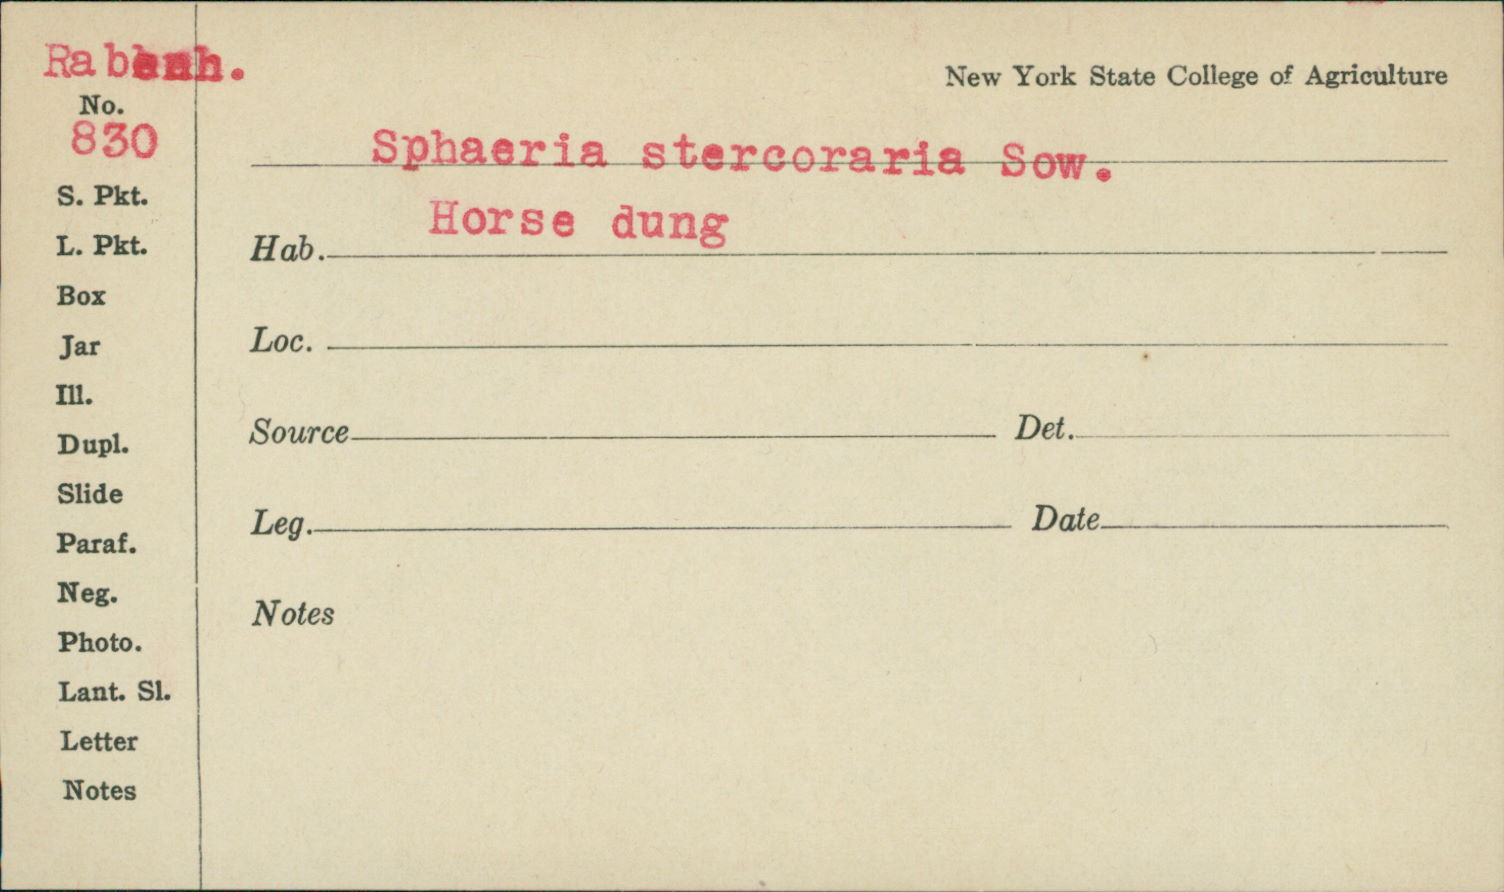 Rabenh.
New York State College of Agriculture
No.
830
Sphaeria stercoraria Sow.
S. Pkt.
Horse dung
L. Pkt.
Hab.
Box
Jar
Loc.
Ill.
Dupl.
Source Det.
Slide
Leg. Date
Paraf.
Neg.
Notes
Photo.
Lant. Sl.
Letter
Notes